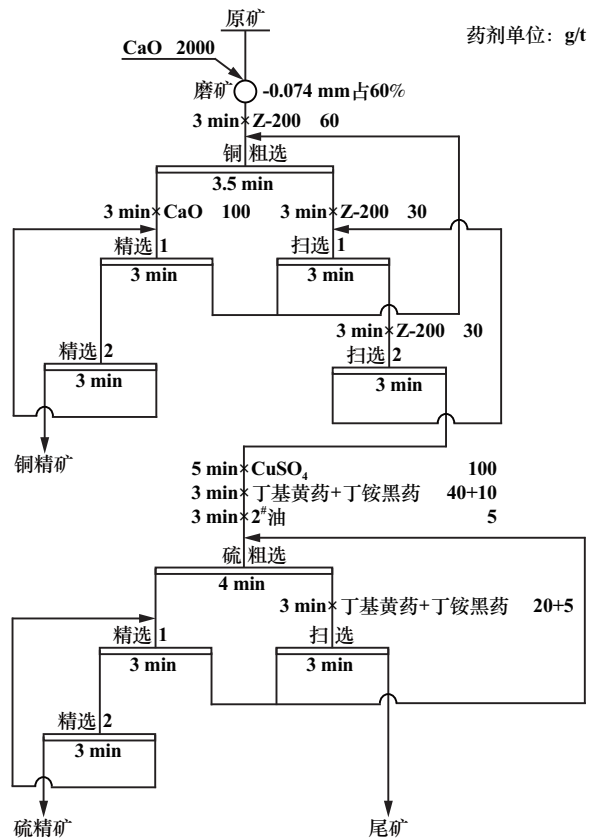 原矿
药剂单位：g/t
CaO 2000
磨矿 -0.074 mm占60%
3 min Z-200 60
铜粗选
3.5 min
3 min CaO 100 3 min Z-200 30
精选1 扫选1
3 min 3 min
3 min Z-200 30
精选2 扫选2
3 min 3 min
铜精矿
5 min CuSO₄ 100
3 min 丁基黄药+丁铵黑药 40+10
3 min 2#油 5
硫粗选
4 min
3 min 丁基黄药+丁铵黑药 20+5
精选1 扫选
3 min 3 min
精选2
3 min
硫精矿 尾矿